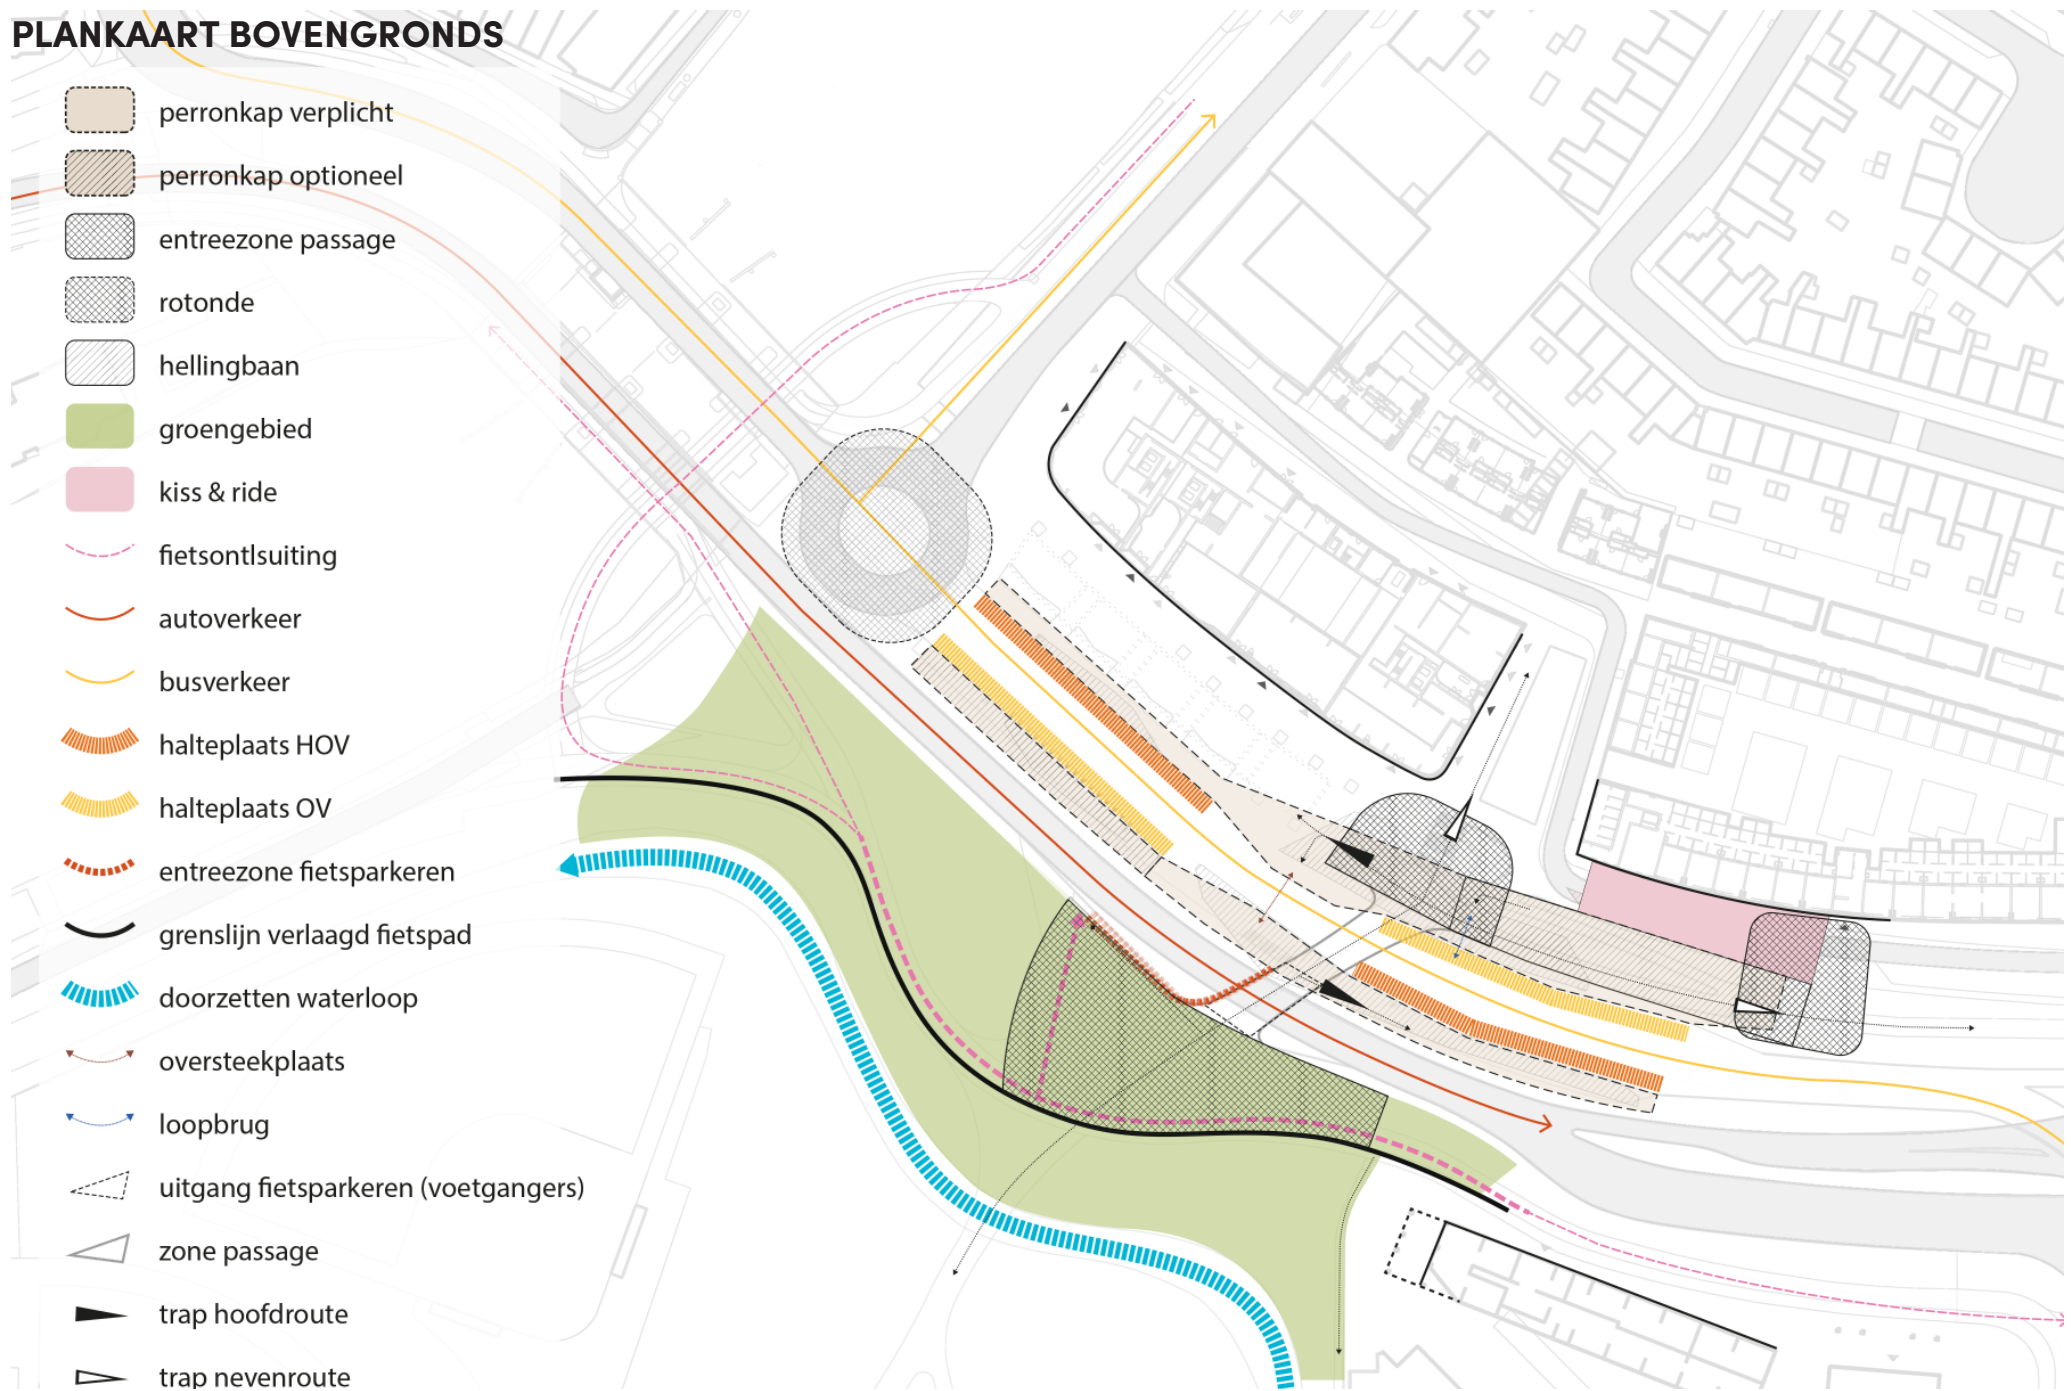 PLANKAART BOVENGRONDS
perronkap verplicht
perronkap optioneel
entreezone passage
rotonde
hellingbaan
groengebied
kiss & ride
fietsontlsuiting
autoverkeer
busverkeer
halteplaats HOV
halteplaats OV
entreezone fietsparkeren
grenslijn verlaagd fietspad
doorzetten waterloop
oversteekplaats
loopbrug
uitgang fietsparkeren (voetgangers)
zone passage
trap hoofdroute
trap nevenroute